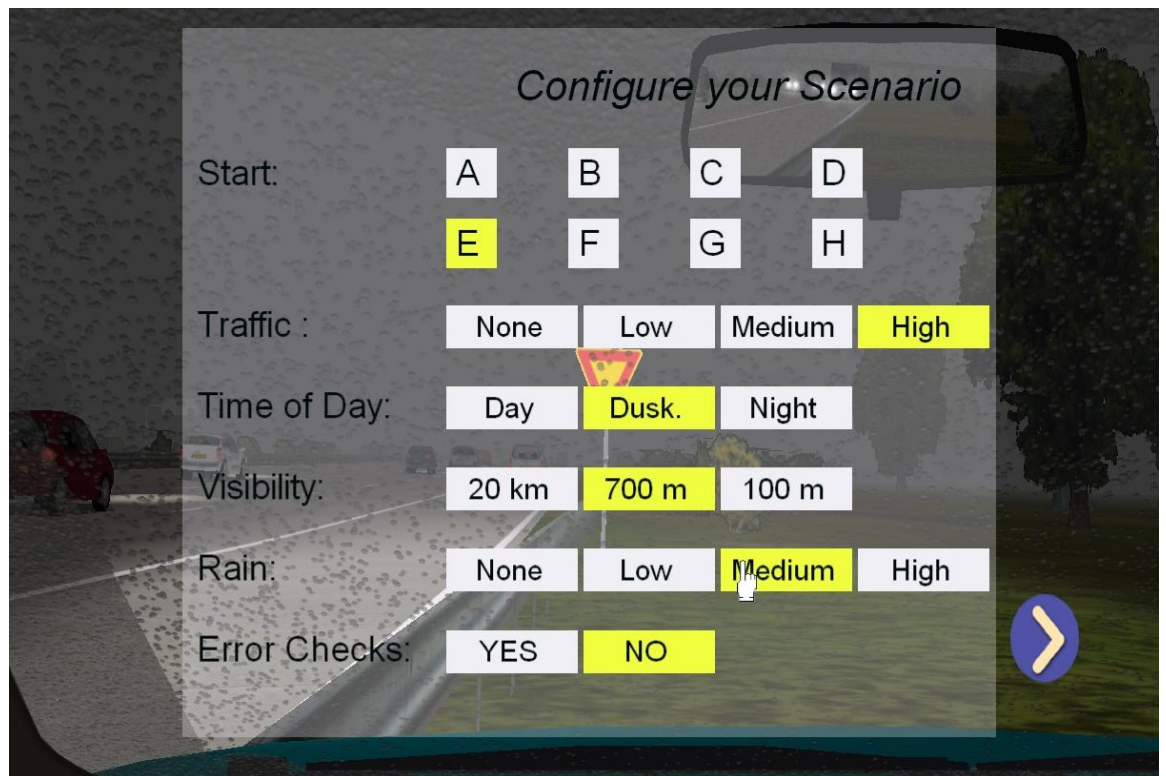 Configure your Scenario
Start: A B C D
E F G H
Traffic : None Low Medium High
Time of Day: Day Dusk. Night
Visibility: 20 km 700 m 100 m
Rain: None Low Medium High
Error Checks: YES NO